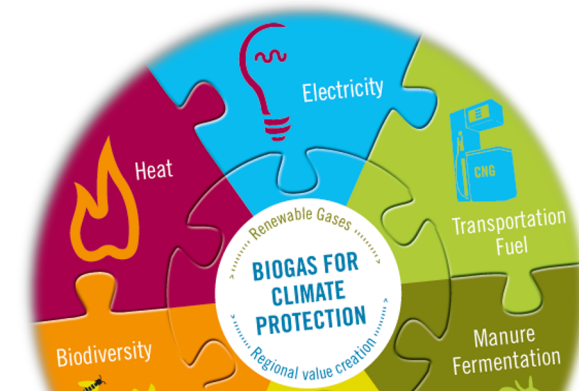 Electricity
Heat
CNG
Transportation
Fuel
Renewable Gases
BIOGAS FOR
CLIMATE
PROTECTION
Regional value creation
Biodiversity
Manure
Fermentation